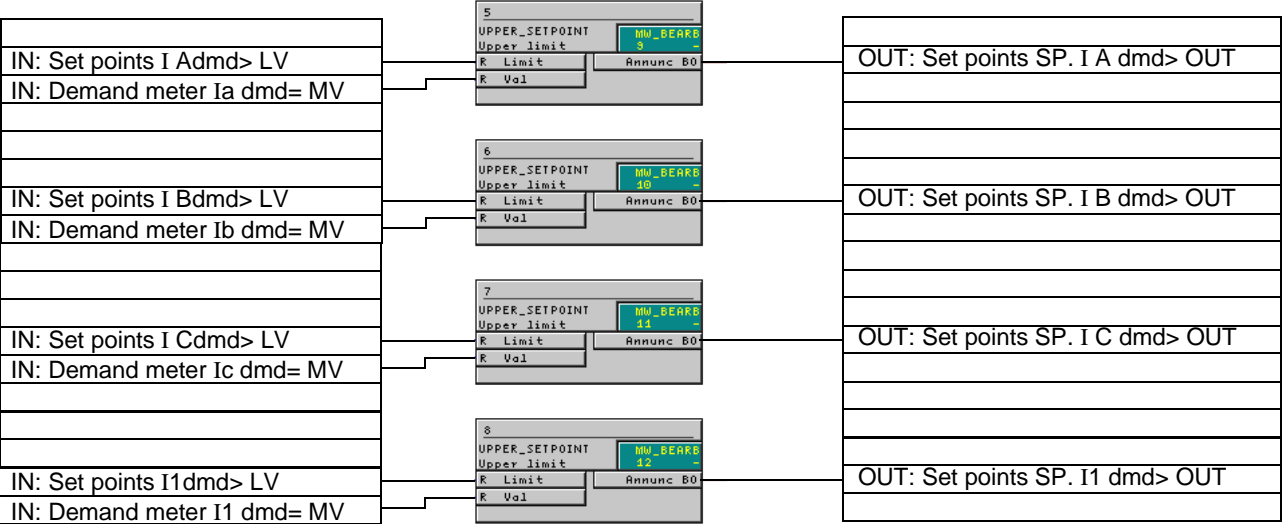 IN: Set points I Admd> LV
IN: Demand meter Ia dmd= MV
5
UPPER_SETPOINT MW_BEARB
Upper limit 9 -
R Limit Annunc BO
R Val
OUT: Set points SP. I A dmd> OUT
IN: Set points I Bdmd> LV
IN: Demand meter Ib dmd= MV
6
UPPER_SETPOINT MW_BEARB
Upper limit 10 -
R Limit Annunc BO
R Val
OUT: Set points SP. I B dmd> OUT
IN: Set points I Cdmd> LV
IN: Demand meter Ic dmd= MV
7
UPPER_SETPOINT MW_BEARB
Upper limit 11 -
R Limit Annunc BO
R Val
OUT: Set points SP. I C dmd> OUT
IN: Set points I1dmd> LV
IN: Demand meter I1 dmd= MV
8
UPPER_SETPOINT MW_BEARB
Upper limit 12 -
R Limit Annunc BO
R Val
OUT: Set points SP. I1 dmd> OUT